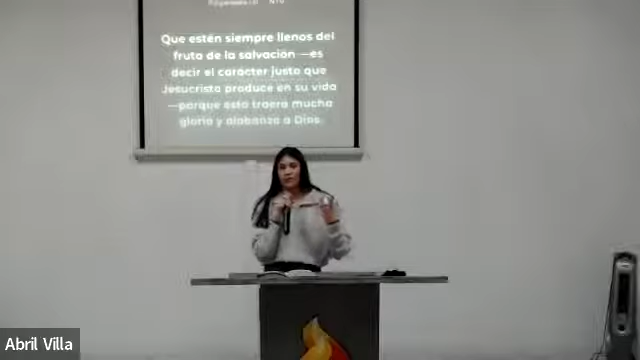 NTV
Que estén siempre llenos del
fruto de la salvación —es
decir el carácter justo que
Jesucristo produce en su vida
—porque esto traerá mucha
gloria y alabanza a Dios.
Abril Villa